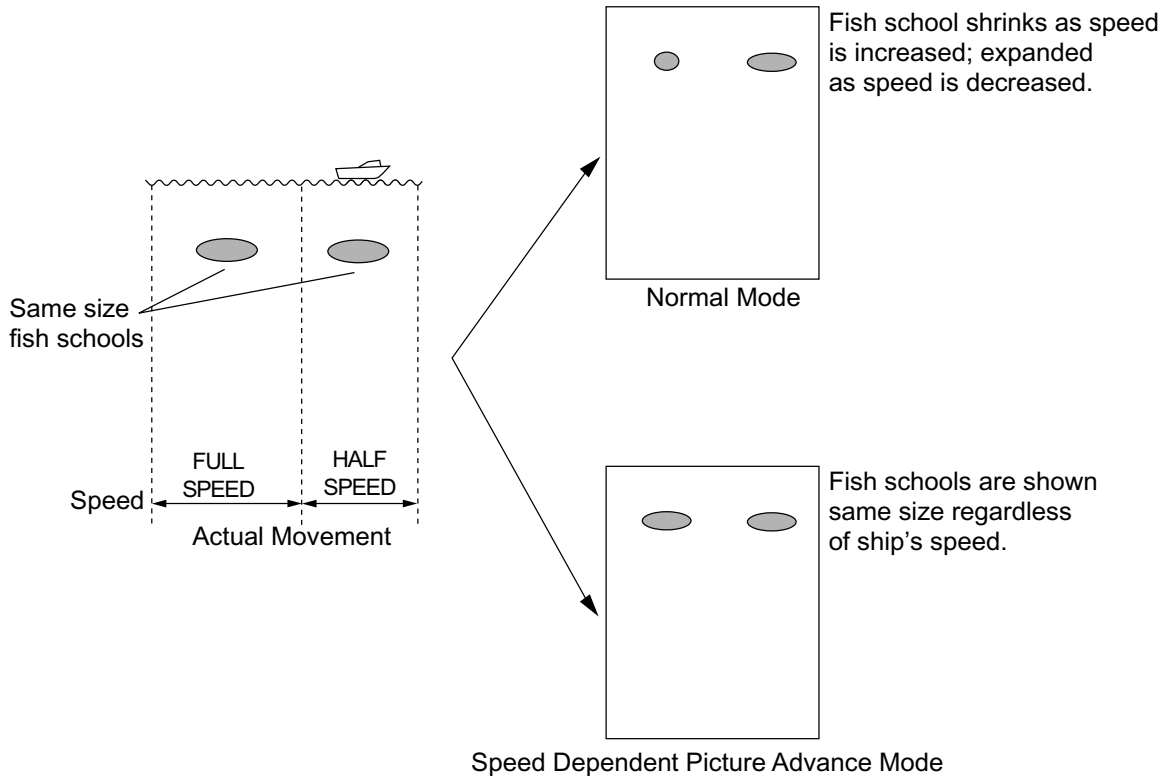 Fish school shrinks as speed
is increased; expanded
as speed is decreased.
Normal Mode
Same size
fish schools
FULL
SPEED
HALF
SPEED
Speed
Actual Movement
Fish schools are shown
same size regardless
of ship's speed.
Speed Dependent Picture Advance Mode